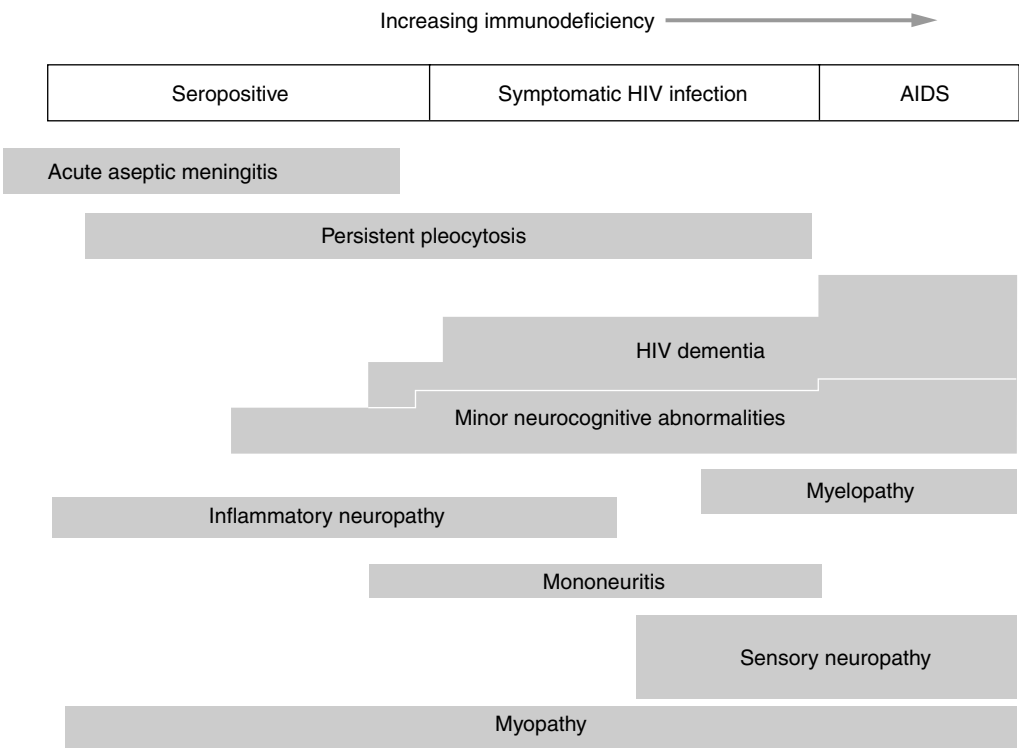 Increasing immunodeficiency
Seropositive
Symptomatic HIV infection
AIDS
Acute aseptic meningitis
Persistent pleocytosis
HIV dementia
Minor neurocognitive abnormalities
Myelopathy
Inflammatory neuropathy
Mononeuritis
Sensory neuropathy
Myopathy